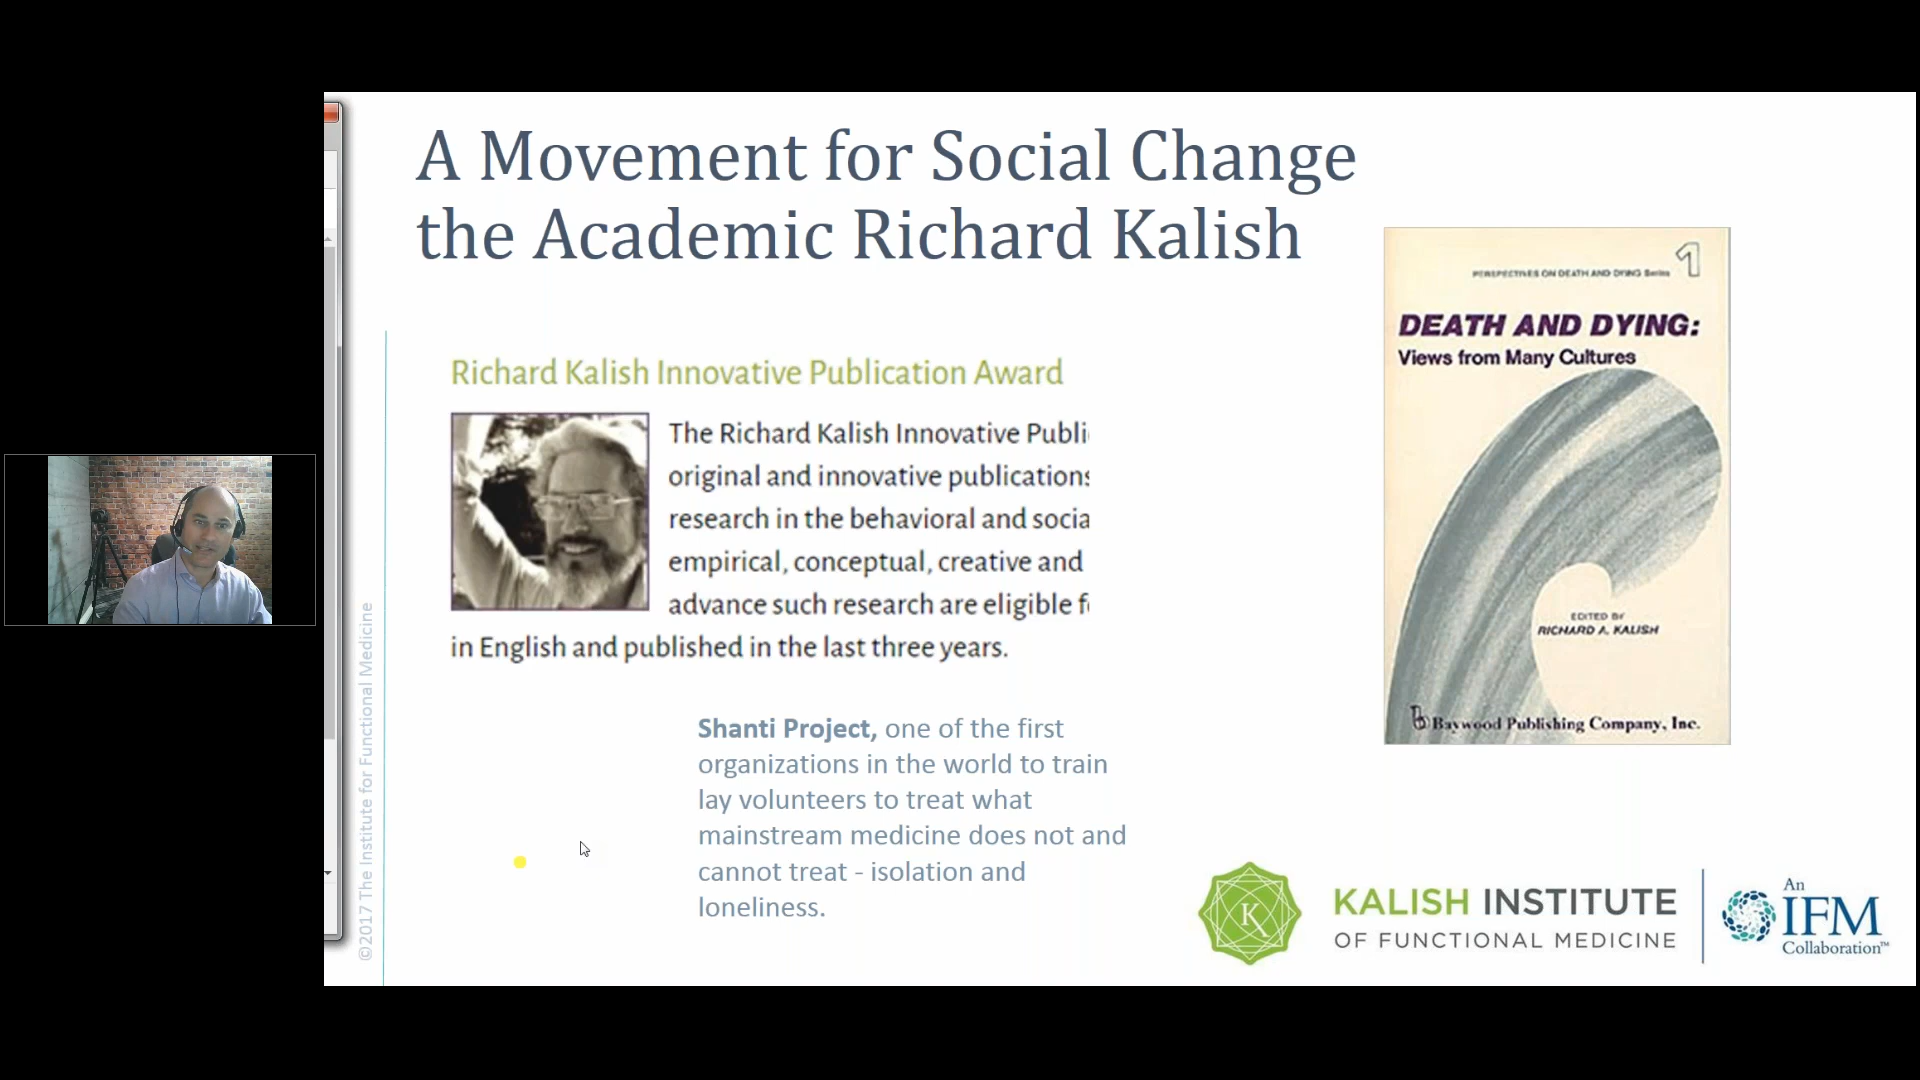 A Movement for Social Change
the Academic Richard Kalish
Richard Kalish Innovative Publication Award
The Richard Kalish Innovative Publi
original and innovative publications
research in the behavioral and socia
empirical, conceptual, creative and
advance such research are eligible f
in English and published in the last three years.
Shanti Project, one of the first
organizations in the world to train
lay volunteers to treat what
mainstream medicine does not and
cannot treat - isolation and
loneliness.
PERSPECTIVES ON DEATH AND DYING Series 1
DEATH AND DYING:
Views from Many Cultures
EDITED BY
RICHARD A. KALISH
Baywood Publishing Company, Inc.
©2017 The Institute for Functional Medicine
K
KALISH INSTITUTE
OF FUNCTIONAL MEDICINE
An
IFM
Collaboration™